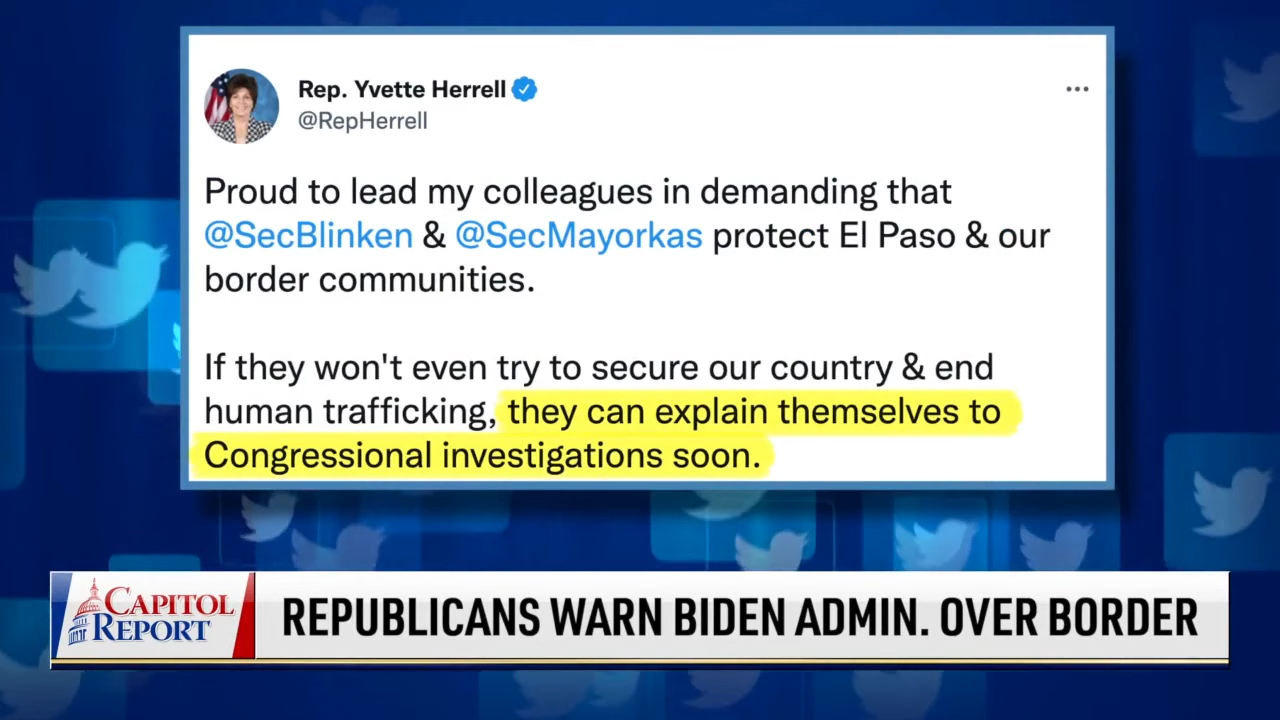 Rep. Yvette Herrell
@RepHerrell
Proud to lead my colleagues in demanding that
@SecBlinken & @SecMayorkas protect El Paso & our
border communities.
If they won't even try to secure our country & end
human trafficking, they can explain themselves to
Congressional investigations soon.
CAPITOL
REPORT
REPUBLICANS WARN BIDEN ADMIN. OVER BORDER